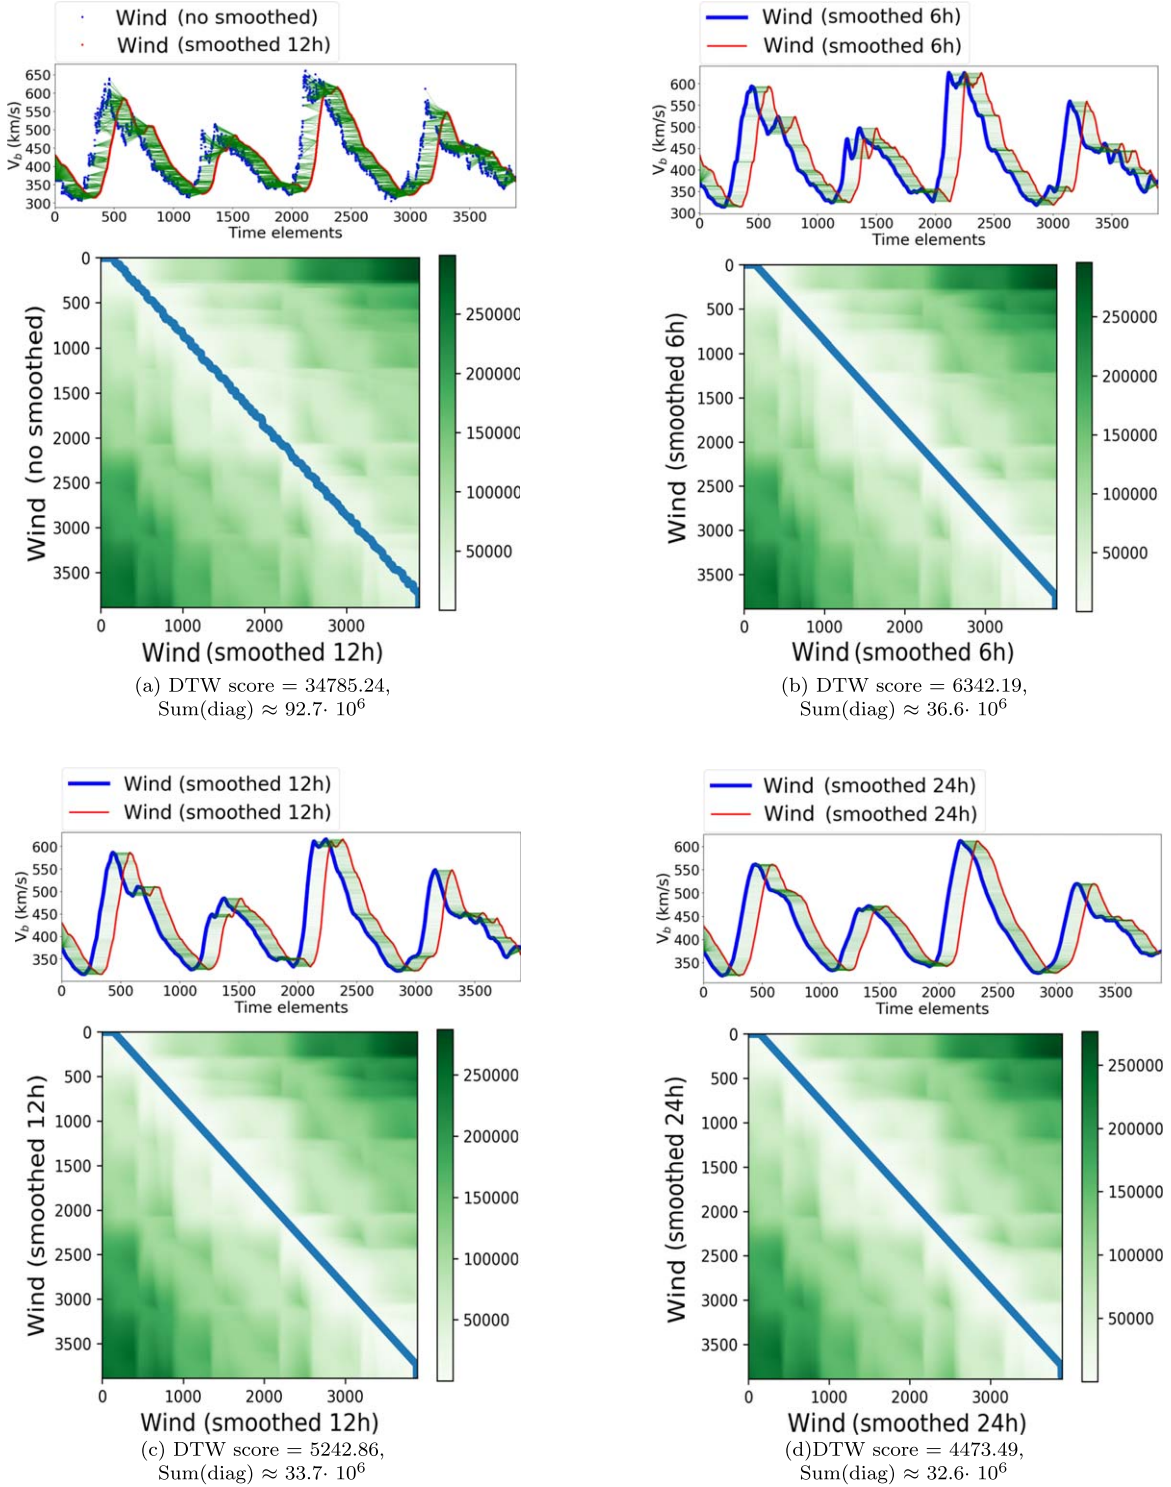 Wind (no smoothed)
Wind (smoothed 12h)
650
600
550
500
450
400
350
300
V_b (km/s)
0 500 1000 1500 2000 2500 3000 3500
Time elements
0
500
1000
1500
2000
2500
3000
3500
Wind (no smoothed)
250000
200000
150000
100000
50000
0 1000 2000 3000
Wind (smoothed 12h)
(a) DTW score = 34785.24,
Sum(diag) ≈ 92.7· 10^6
Wind (smoothed 6h)
Wind (smoothed 6h)
600
550
500
450
400
350
300
V_b (km/s)
0 500 1000 1500 2000 2500 3000 3500
Time elements
0
500
1000
1500
2000
2500
3000
3500
Wind (smoothed 6h)
250000
200000
150000
100000
50000
0 1000 2000 3000
Wind (smoothed 6h)
(b) DTW score = 6342.19,
Sum(diag) ≈ 36.6· 10^6
Wind (smoothed 12h)
Wind (smoothed 12h)
600
550
500
450
400
350
V_b (km/s)
0 500 1000 1500 2000 2500 3000 3500
Time elements
0
500
1000
1500
2000
2500
3000
3500
Wind (smoothed 12h)
250000
200000
150000
100000
50000
0 1000 2000 3000
Wind (smoothed 12h)
(c) DTW score = 5242.86,
Sum(diag) ≈ 33.7· 10^6
Wind (smoothed 24h)
Wind (smoothed 24h)
600
550
500
450
400
350
V_b (km/s)
0 500 1000 1500 2000 2500 3000 3500
Time elements
0
500
1000
1500
2000
2500
3000
3500
Wind (smoothed 24h)
250000
200000
150000
100000
50000
0 1000 2000 3000
Wind (smoothed 24h)
(d)DTW score = 4473.49,
Sum(diag) ≈ 32.6· 10^6